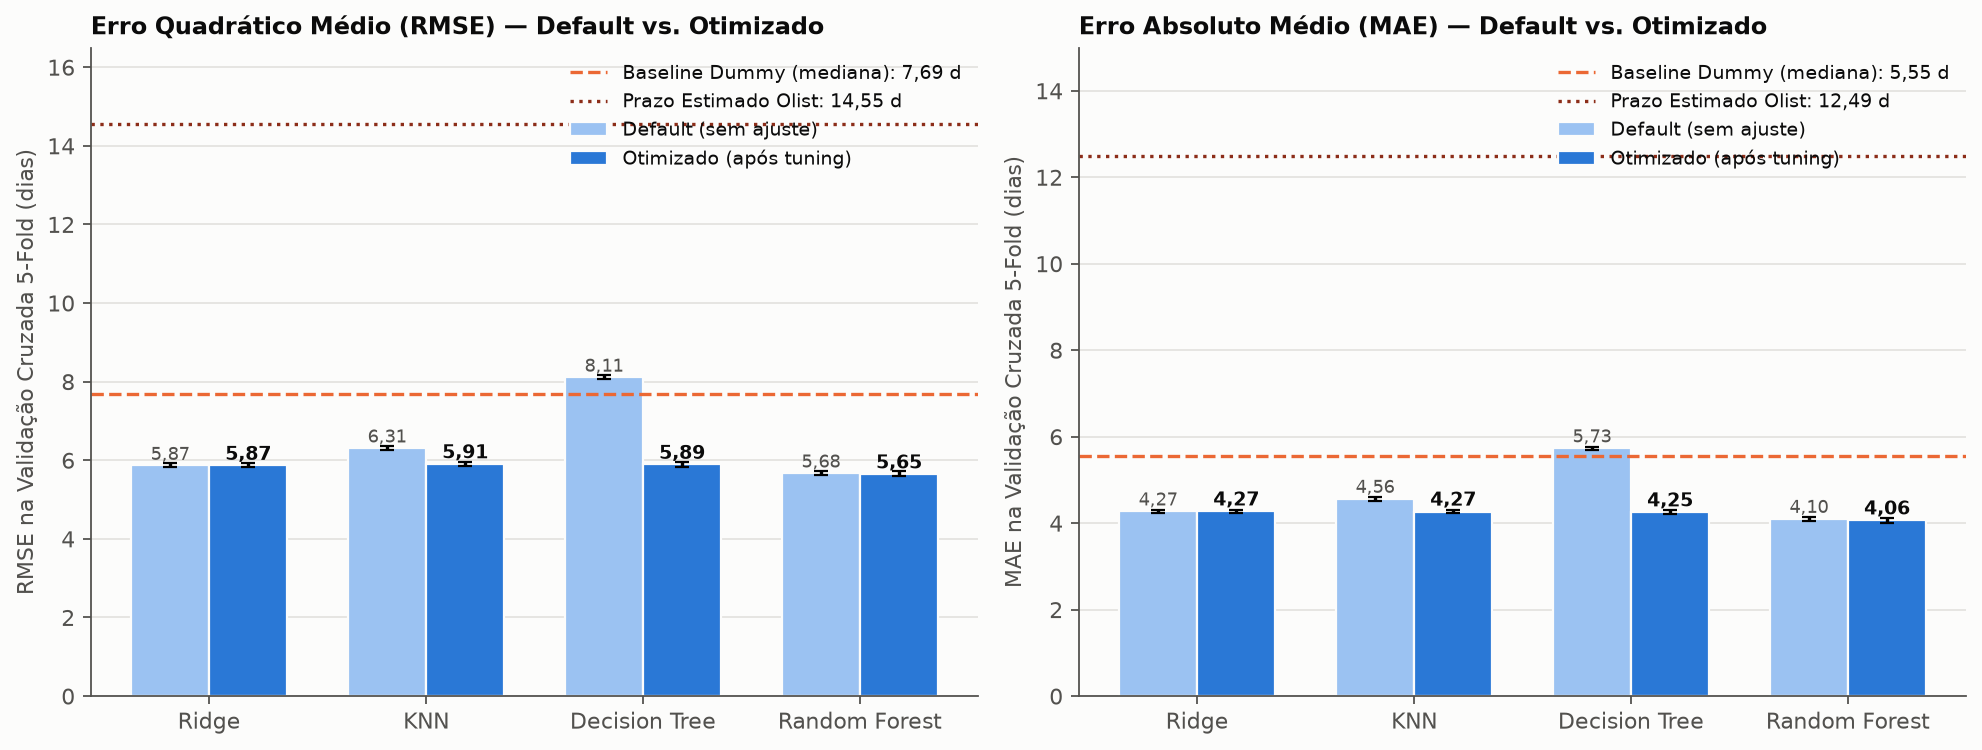 Erro Quadrático Médio (RMSE) — Default vs. Otimizado
RMSE na Validação Cruzada 5-Fold (dias)
16
14
12
10
8
6
4
2
0
Baseline Dummy (mediana): 7,69 d
Prazo Estimado Olist: 14,55 d
Default (sem ajuste)
Otimizado (após tuning)
5,87
5,87
6,31
5,91
8,11
5,89
5,68
5,65
Ridge
KNN
Decision Tree
Random Forest
Erro Absoluto Médio (MAE) — Default vs. Otimizado
MAE na Validação Cruzada 5-Fold (dias)
14
12
10
8
6
4
2
0
Baseline Dummy (mediana): 5,55 d
Prazo Estimado Olist: 12,49 d
Default (sem ajuste)
Otimizado (após tuning)
4,27
4,27
4,56
4,27
5,73
4,25
4,10
4,06
Ridge
KNN
Decision Tree
Random Forest